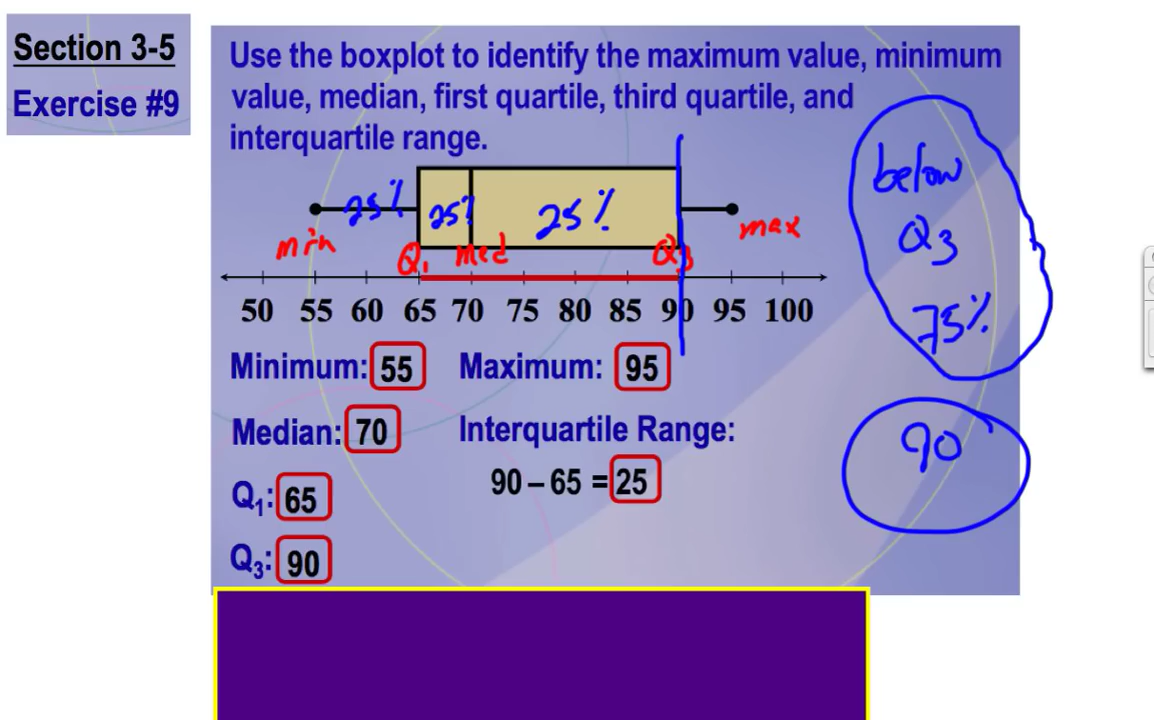 Section 3-5
Exercise #9
Use the boxplot to identify the maximum value, minimum
value, median, first quartile, third quartile, and
interquartile range.
25% 25% 25%
min Q1 med Q3 max
50 55 60 65 70 75 80 85 90 95 100
below
Q3
75%
90
Minimum: 55 Maximum: 95
Median: 70 Interquartile Range:
90 – 65 = 25
Q1: 65
Q3: 90